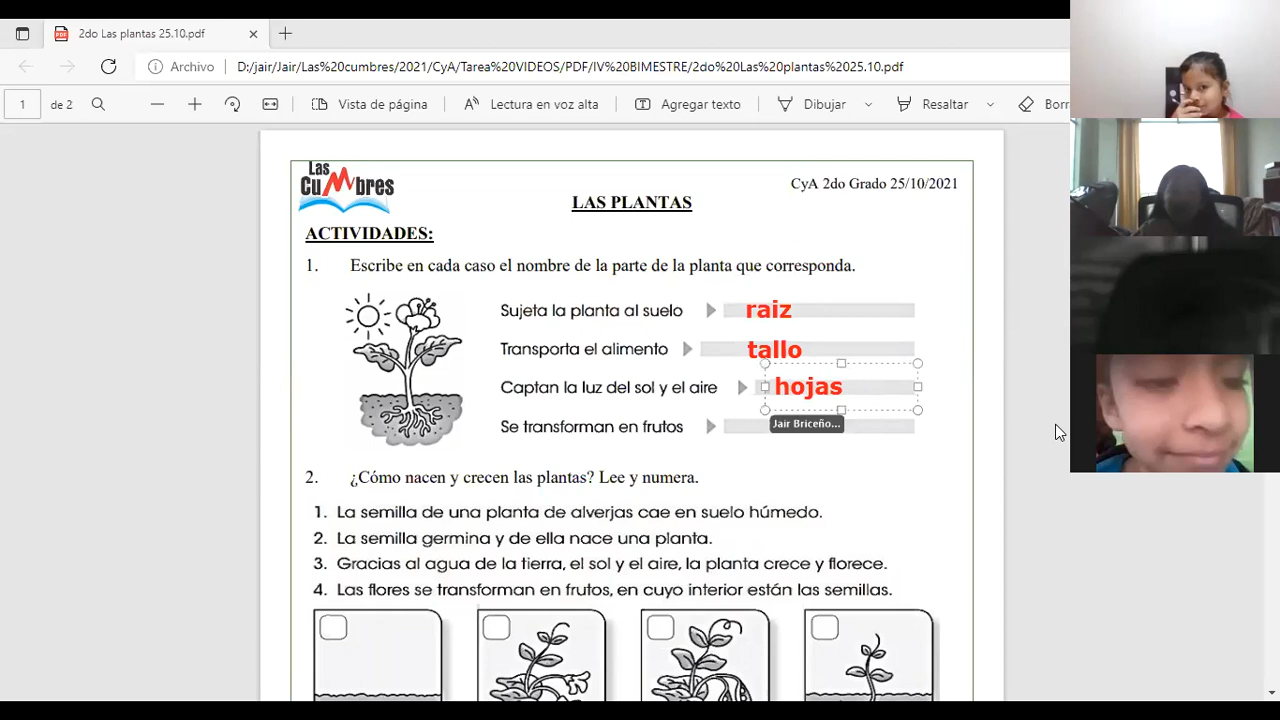 2do Las plantas 25.10.pdf
Archivo D:/jair/Jair/Las%20cumbres/2021/CyA/Tarea%20VIDEOS/PDF/IV%20BIMESTRE/2do%20Las%20plantas%2025.10.pdf
1 de 2 Vista de página Lectura en voz alta Agregar texto Dibujar Resaltar Borr
Las Cumbres
CyA 2do Grado 25/10/2021
LAS PLANTAS
ACTIVIDADES:
1. Escribe en cada caso el nombre de la parte de la planta que corresponda.
Sujeta la planta al suelo raiz
Transporta el alimento tallo
Captan la luz del sol y el aire hojas
Jair Briceño...
Se transforman en frutos
2. ¿Cómo nacen y crecen las plantas? Lee y numera.
1. La semilla de una planta de alverjas cae en suelo húmedo.
2. La semilla germina y de ella nace una planta.
3. Gracias al agua de la tierra, el sol y el aire, la planta crece y florece.
4. Las flores se transforman en frutos, en cuyo interior están las semillas.